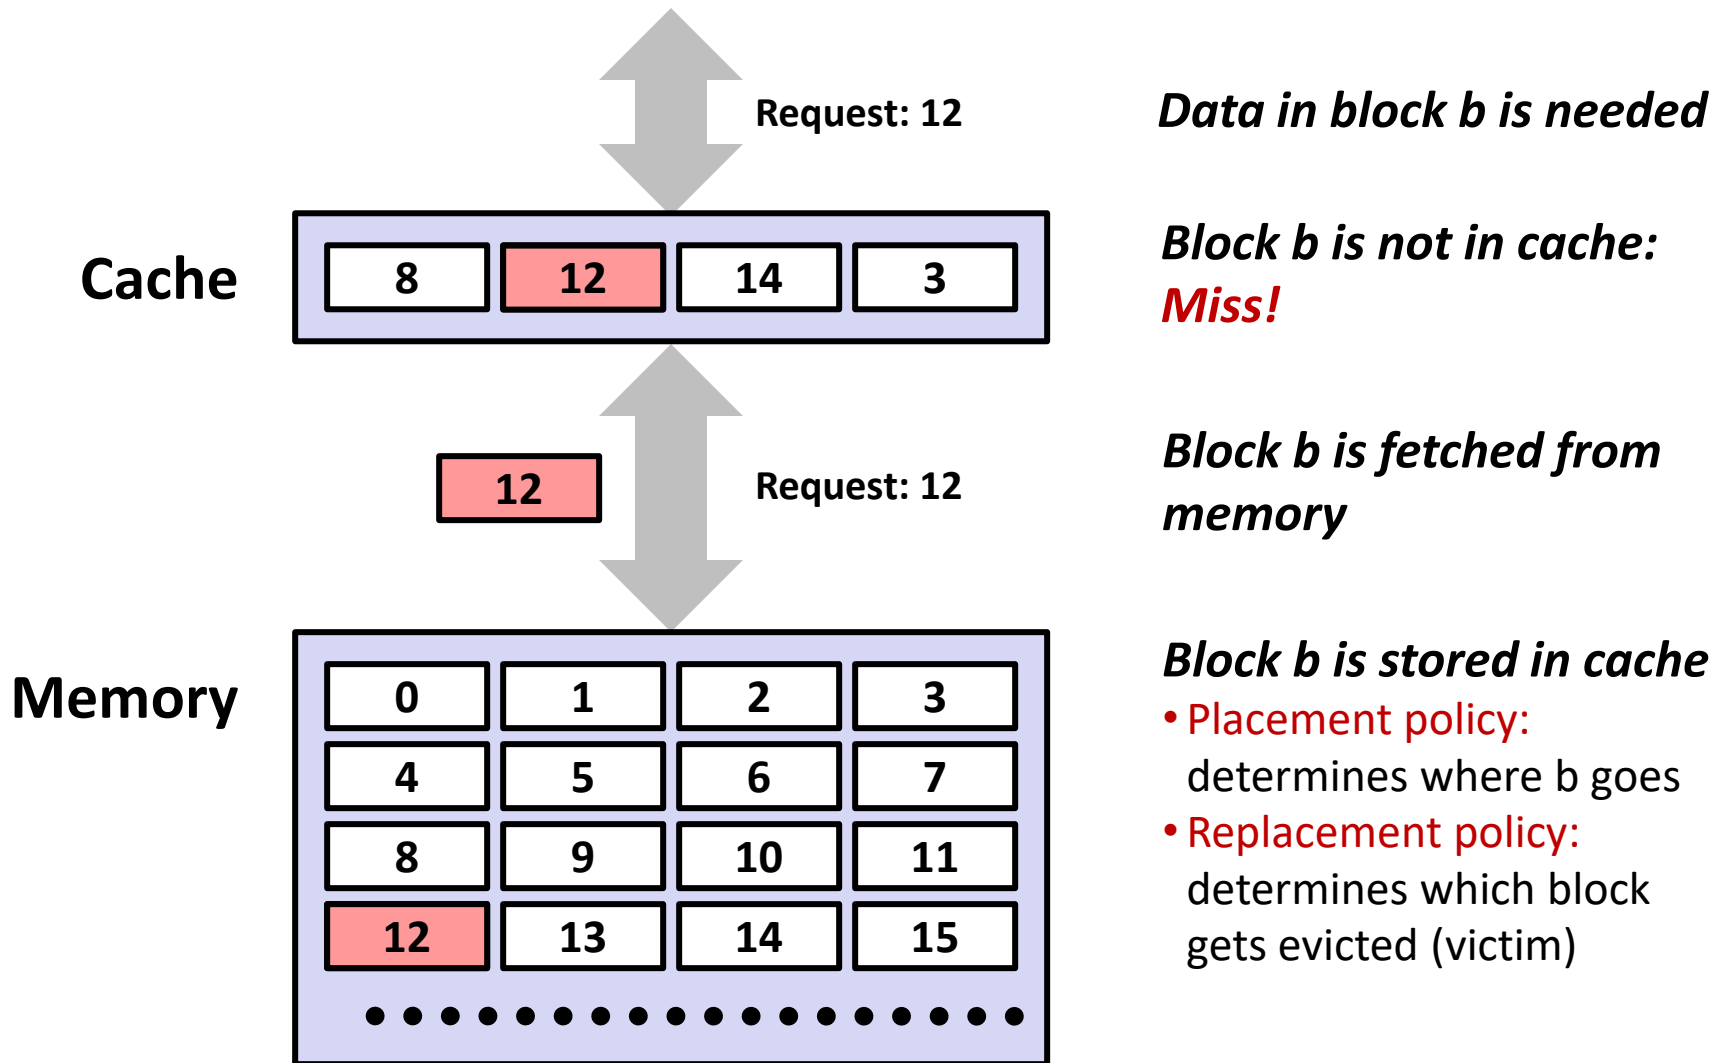 Request: 12
Data in block b is needed
Cache
8 12 14 3
Block b is not in cache:
Miss!
12
Request: 12
Block b is fetched from
memory
Memory
0 1 2 3
4 5 6 7
8 9 10 11
12 13 14 15
Block b is stored in cache
• Placement policy:
determines where b goes
• Replacement policy:
determines which block
gets evicted (victim)